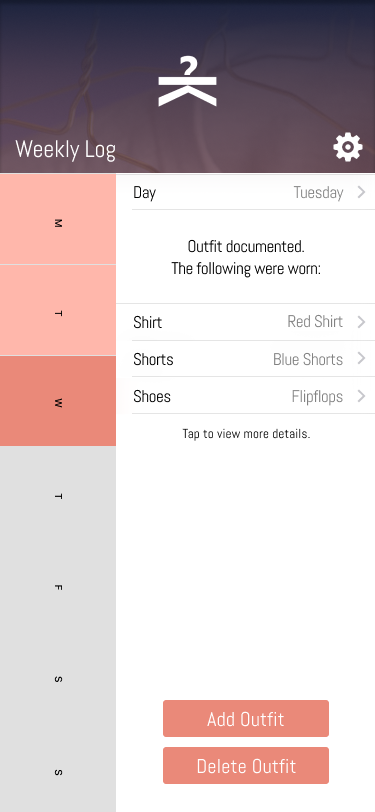 Weekly Log
M
T
W
T
F
S
S
Day Tuesday
Outfit documented.
The following were worn:
Shirt Red Shirt
Shorts Blue Shorts
Shoes Flipflops
Tap to view more details.
Add Outfit
Delete Outfit